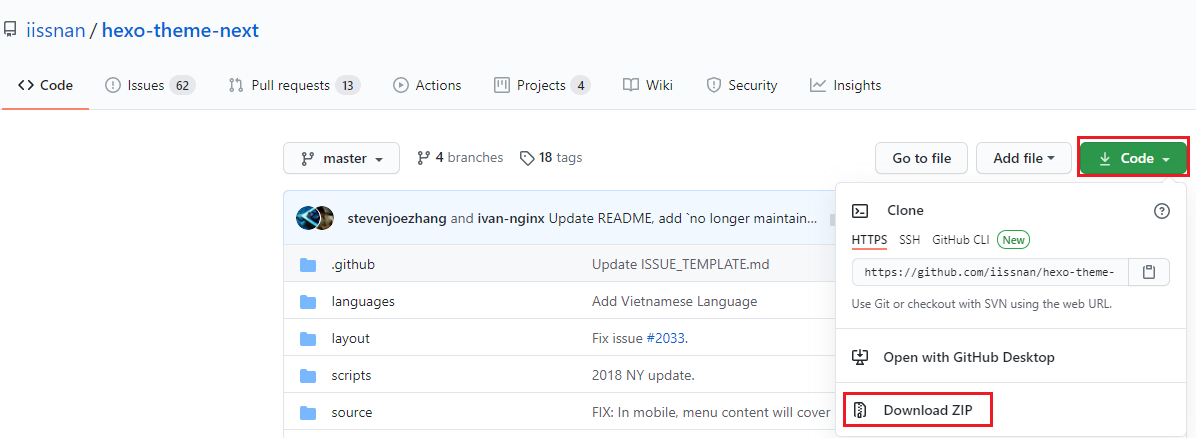 iissnan / hexo-theme-next
Code Issues 62 Pull requests 13 Actions Projects 4 Wiki Security Insights
master 4 branches 18 tags Go to file Add file Code
stevenjoezhang and ivan-nginx Update README, add `no longer maintain...
.github Update ISSUE_TEMPLATE.md
languages Add Vietnamese Language
layout Fix issue #2033.
scripts 2018 NY update.
source FIX: In mobile, menu content will cover
Clone
HTTPS SSH GitHub CLI New
https://github.com/iissnan/hexo-theme-
Use Git or checkout with SVN using the web URL.
Open with GitHub Desktop
Download ZIP